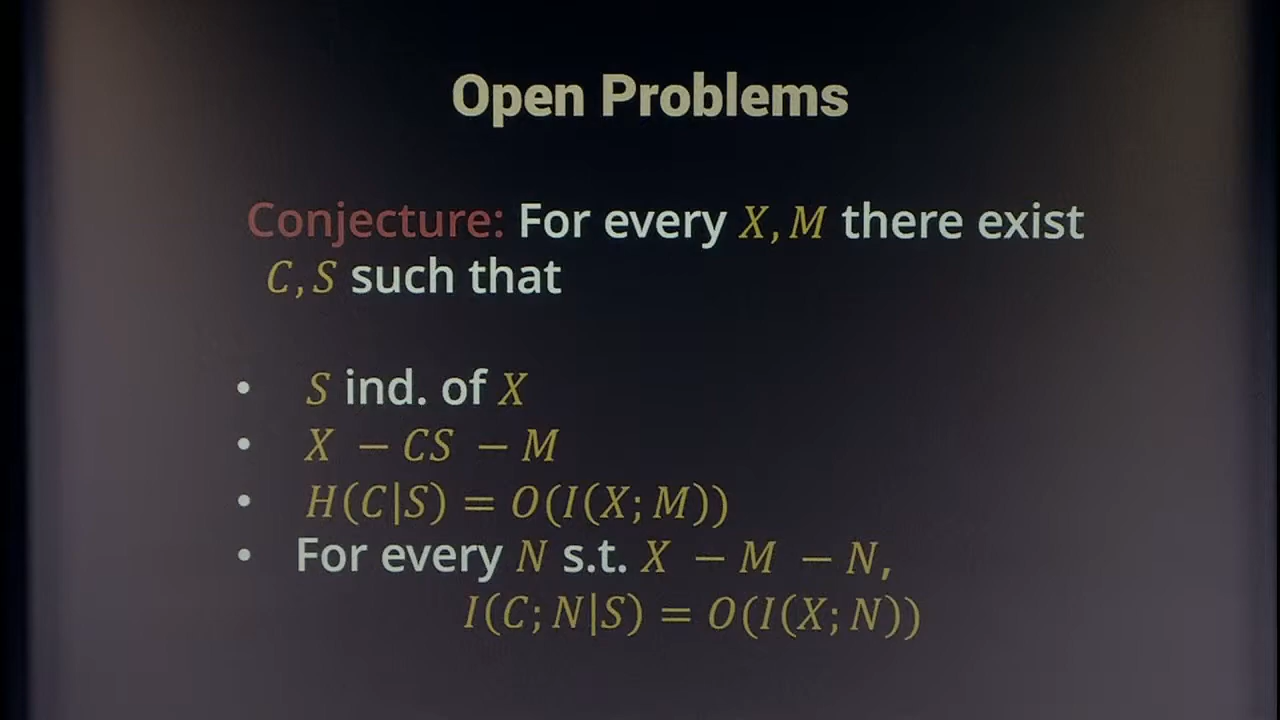 Open Problems
Conjecture: For every X, M there exist
C, S such that
• S ind. of X
• X − CS − M
• H(C|S) = O(I(X; M))
• For every N s.t. X − M − N,
I(C; N|S) = O(I(X; N))